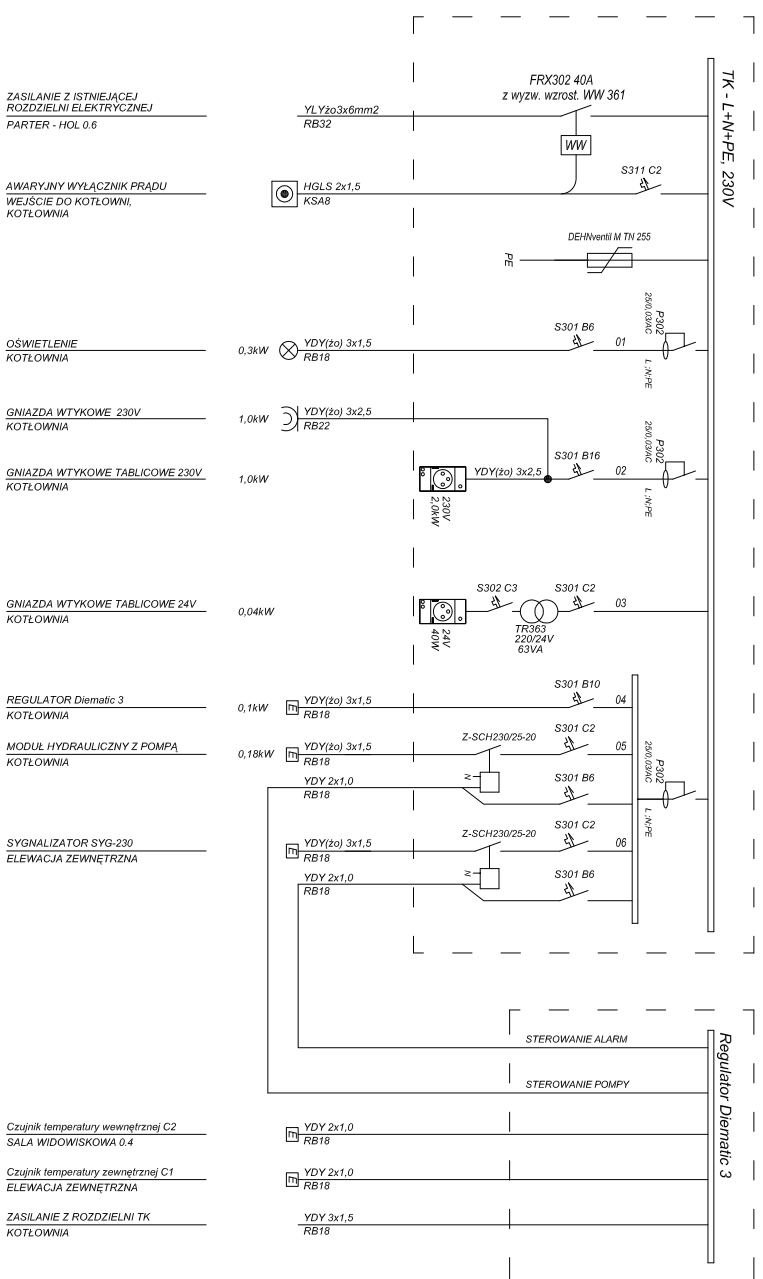 FRX302 40A
z wyzw. wzrost. WW 361
TK - L+N+PE, 230V
ZASILANIE Z ISTNIEJĄCEJ
ROZDZIELNI ELEKTRYCZNEJ
PARTER - HOL 0.6
YLYżo3x6mm2
RB32
WW
S311 C2
AWARYJNY WYŁĄCZNIK PRĄDU
WEJŚCIE DO KOTŁOWNI,
KOTŁOWNIA
HGLS 2x1,5
KSA8
DEHNventil M TN 255
PE
OŚWIETLENIE
KOTŁOWNIA
0,3kW
YDY(żo) 3x1,5
RB18
S301 B6
01
P302
25/0,03/AC
L ;N;PE
GNIAZDA WTYKOWE 230V
KOTŁOWNIA
1,0kW
YDY(żo) 3x2,5
RB22
GNIAZDA WTYKOWE TABLICOWE 230V
KOTŁOWNIA
1,0kW
230V
2,0kW
YDY(żo) 3x2,5
S301 B16
02
P302
25/0,03/AC
L ;N;PE
GNIAZDA WTYKOWE TABLICOWE 24V
KOTŁOWNIA
0,04kW
24V
40W
S302 C3
TR363
220/24V
63VA
S301 C2
03
REGULATOR Diematic 3
KOTŁOWNIA
0,1kW
E
YDY(żo) 3x1,5
RB18
S301 B10
04
MODUŁ HYDRAULICZNY Z POMPĄ
KOTŁOWNIA
0,18kW
E
YDY(żo) 3x1,5
RB18
Z-SCH230/25-20
S301 C2
05
YDY 2x1,0
RB18
N
S301 B6
P302
25/0,03/AC
L ;N;PE
SYGNALIZATOR SYG-230
ELEWACJA ZEWNĘTRZNA
E
YDY(żo) 3x1,5
RB18
Z-SCH230/25-20
S301 C2
06
YDY 2x1,0
RB18
N
S301 B6
STEROWANIE ALARM
STEROWANIE POMPY
Regulator Diematic 3
Czujnik temperatury wewnętrznej C2
SALA WIDOWISKOWA 0.4
E
YDY 2x1,0
RB18
Czujnik temperatury zewnętrznej C1
ELEWACJA ZEWNĘTRZNA
E
YDY 2x1,0
RB18
ZASILANIE Z ROZDZIELNI TK
KOTŁOWNIA
YDY 3x1,5
RB18